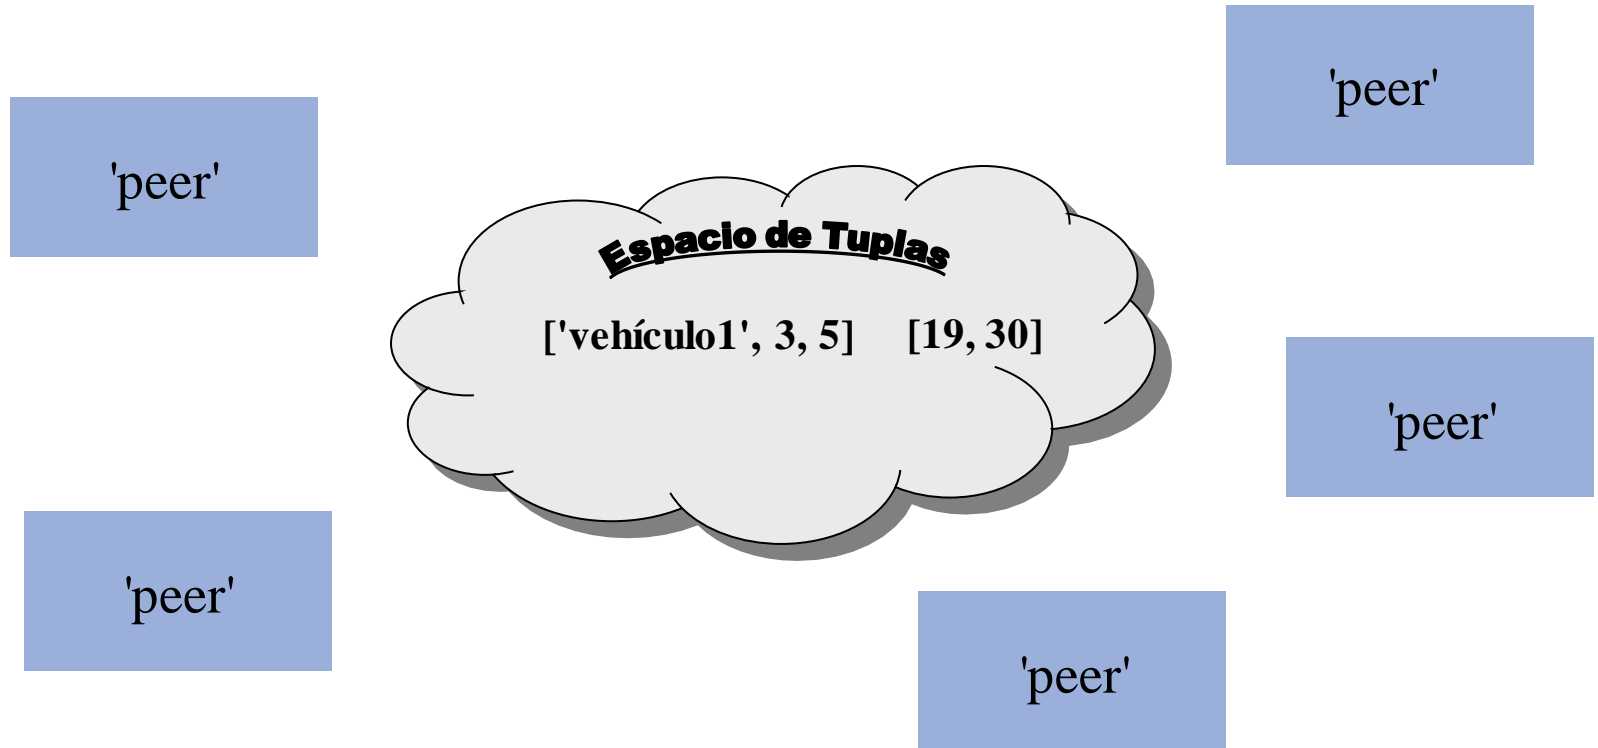 'peer'
'peer'
Espacio de Tuplas
['vehículo1', 3, 5] [19, 30]
'peer'
'peer'
'peer'